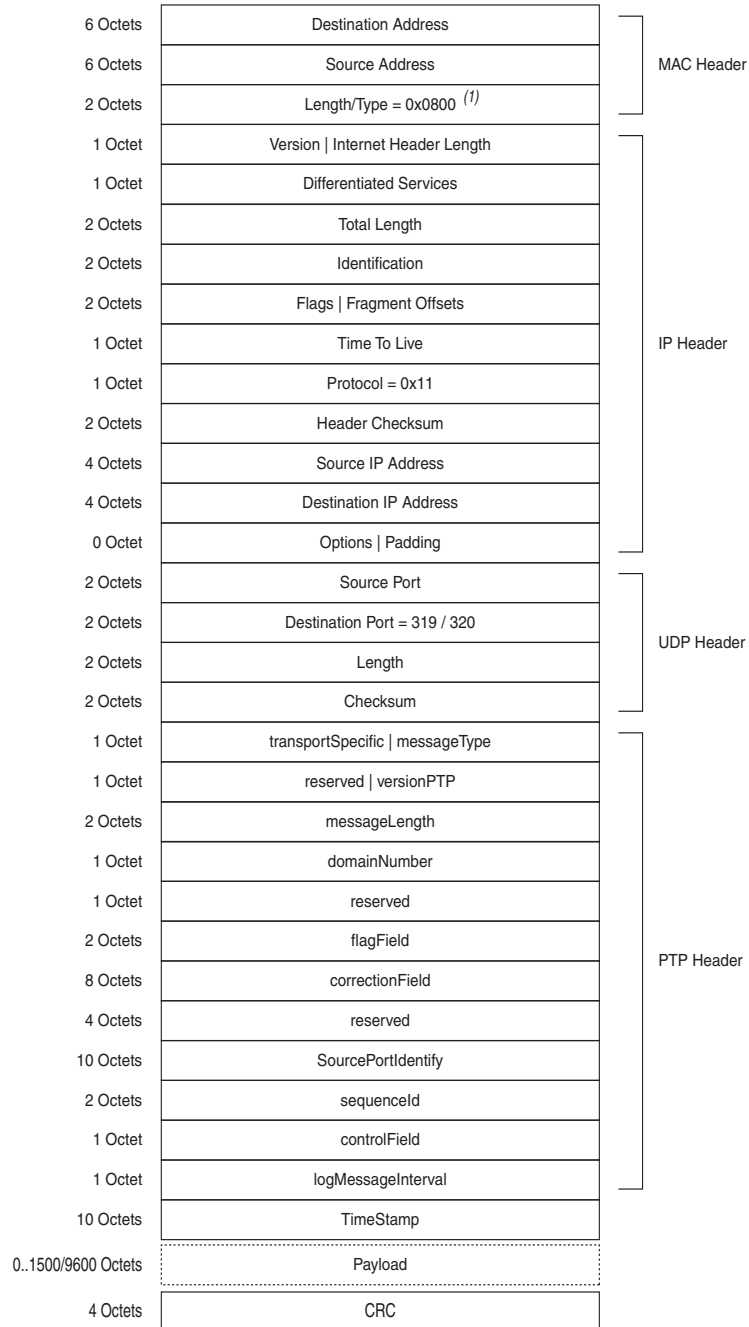 6 Octets Destination Address
6 Octets Source Address MAC Header
2 Octets Length/Type = 0x0800 (1)
1 Octet Version | Internet Header Length
1 Octet Differentiated Services
2 Octets Total Length
2 Octets Identification
2 Octets Flags | Fragment Offsets
1 Octet Time To Live IP Header
1 Octet Protocol = 0x11
2 Octets Header Checksum
4 Octets Source IP Address
4 Octets Destination IP Address
0 Octet Options | Padding
2 Octets Source Port
2 Octets Destination Port = 319 / 320
UDP Header
2 Octets Length
2 Octets Checksum
1 Octet transportSpecific | messageType
1 Octet reserved | versionPTP
2 Octets messageLength
1 Octet domainNumber
1 Octet reserved
2 Octets flagField
PTP Header
8 Octets correctionField
4 Octets reserved
10 Octets SourcePortIdentify
2 Octets sequenceId
1 Octet controlField
1 Octet logMessageInterval
10 Octets TimeStamp
0..1500/9600 Octets Payload
4 Octets CRC